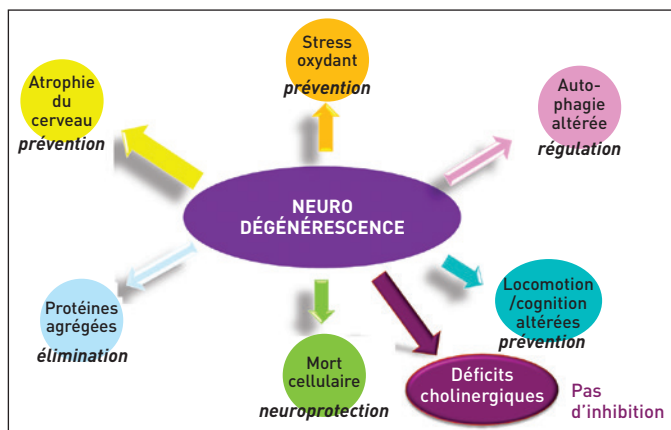 Stress
oxydant
prévention
Atrophie
du
cerveau
prévention
Auto-
phagie
altérée
régulation
NEURO
DÉGÉNÉRESCENCE
Protéines
agrégées
élimination
Mort
cellulaire
neuroprotection
Locomotion
/cognition
altérées
prévention
Déficits
cholinergiques
Pas
d'inhibition